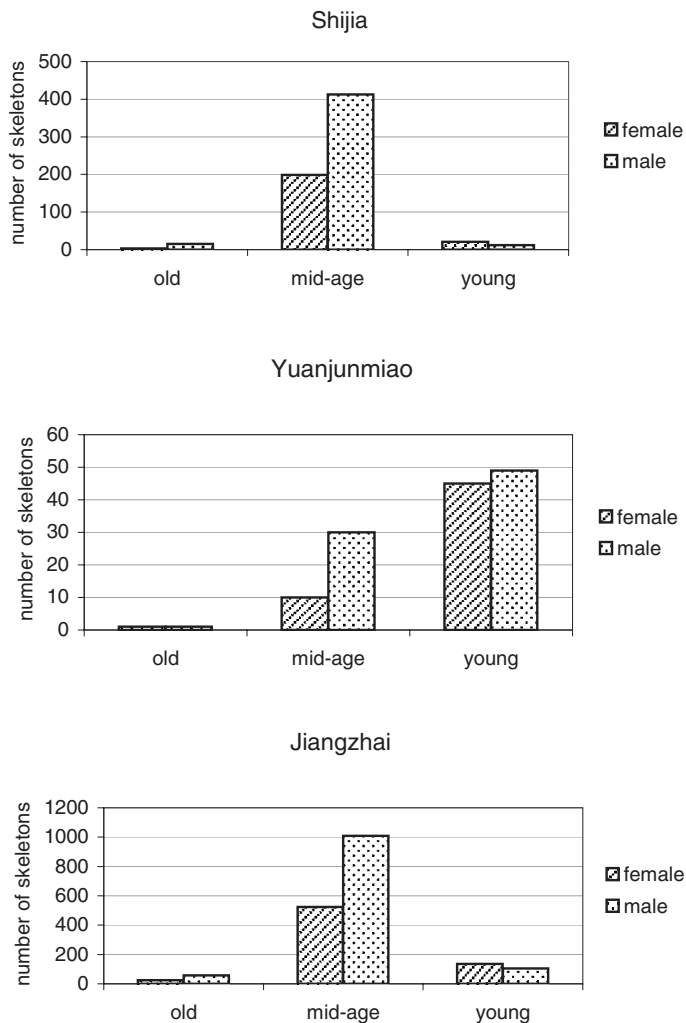 Shijia
number of skeletons
500
400
300
200
100
0
old mid-age young
female
male
Yuanjunmiao
number of skeletons
60
50
40
30
20
10
0
old mid-age young
female
male
Jiangzhai
number of skeletons
1200
1000
800
600
400
200
0
old mid-age young
female
male